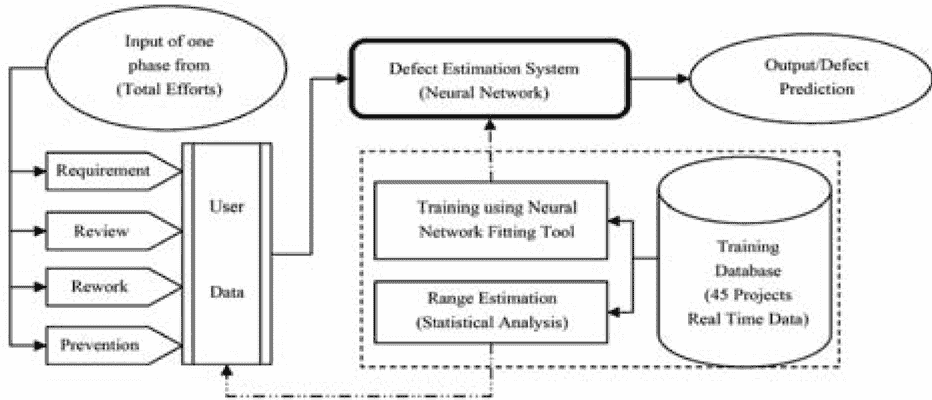 Input of one
phase from
(Total Efforts)
Requirement
Review
Rework
Prevention
User
Data
Defect Estimation System
(Neural Network)
Output/Defect
Prediction
Training using Neural
Network Fitting Tool
Range Estimation
(Statistical Analysis)
Training
Database
(45 Projects
Real Time Data)